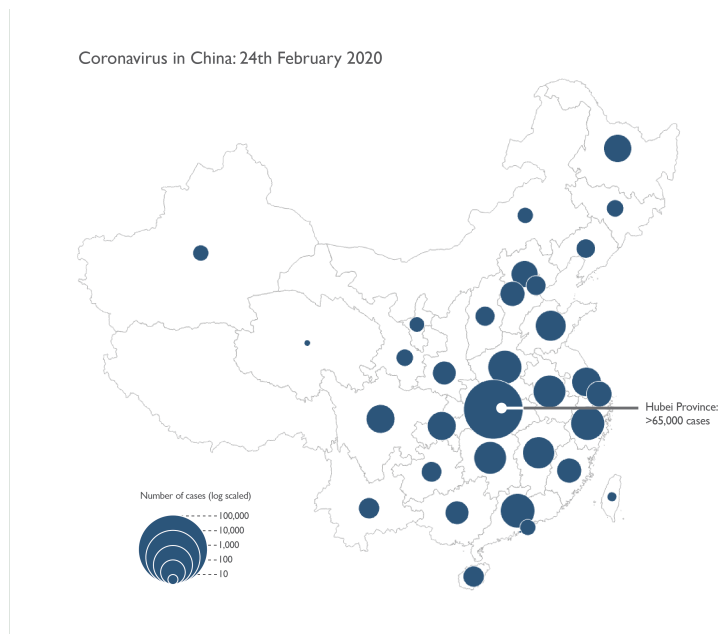 Coronavirus in China: 24th February 2020
Hubei Province:
>65,000 cases
Number of cases (log scaled)
100,000
10,000
1,000
100
10